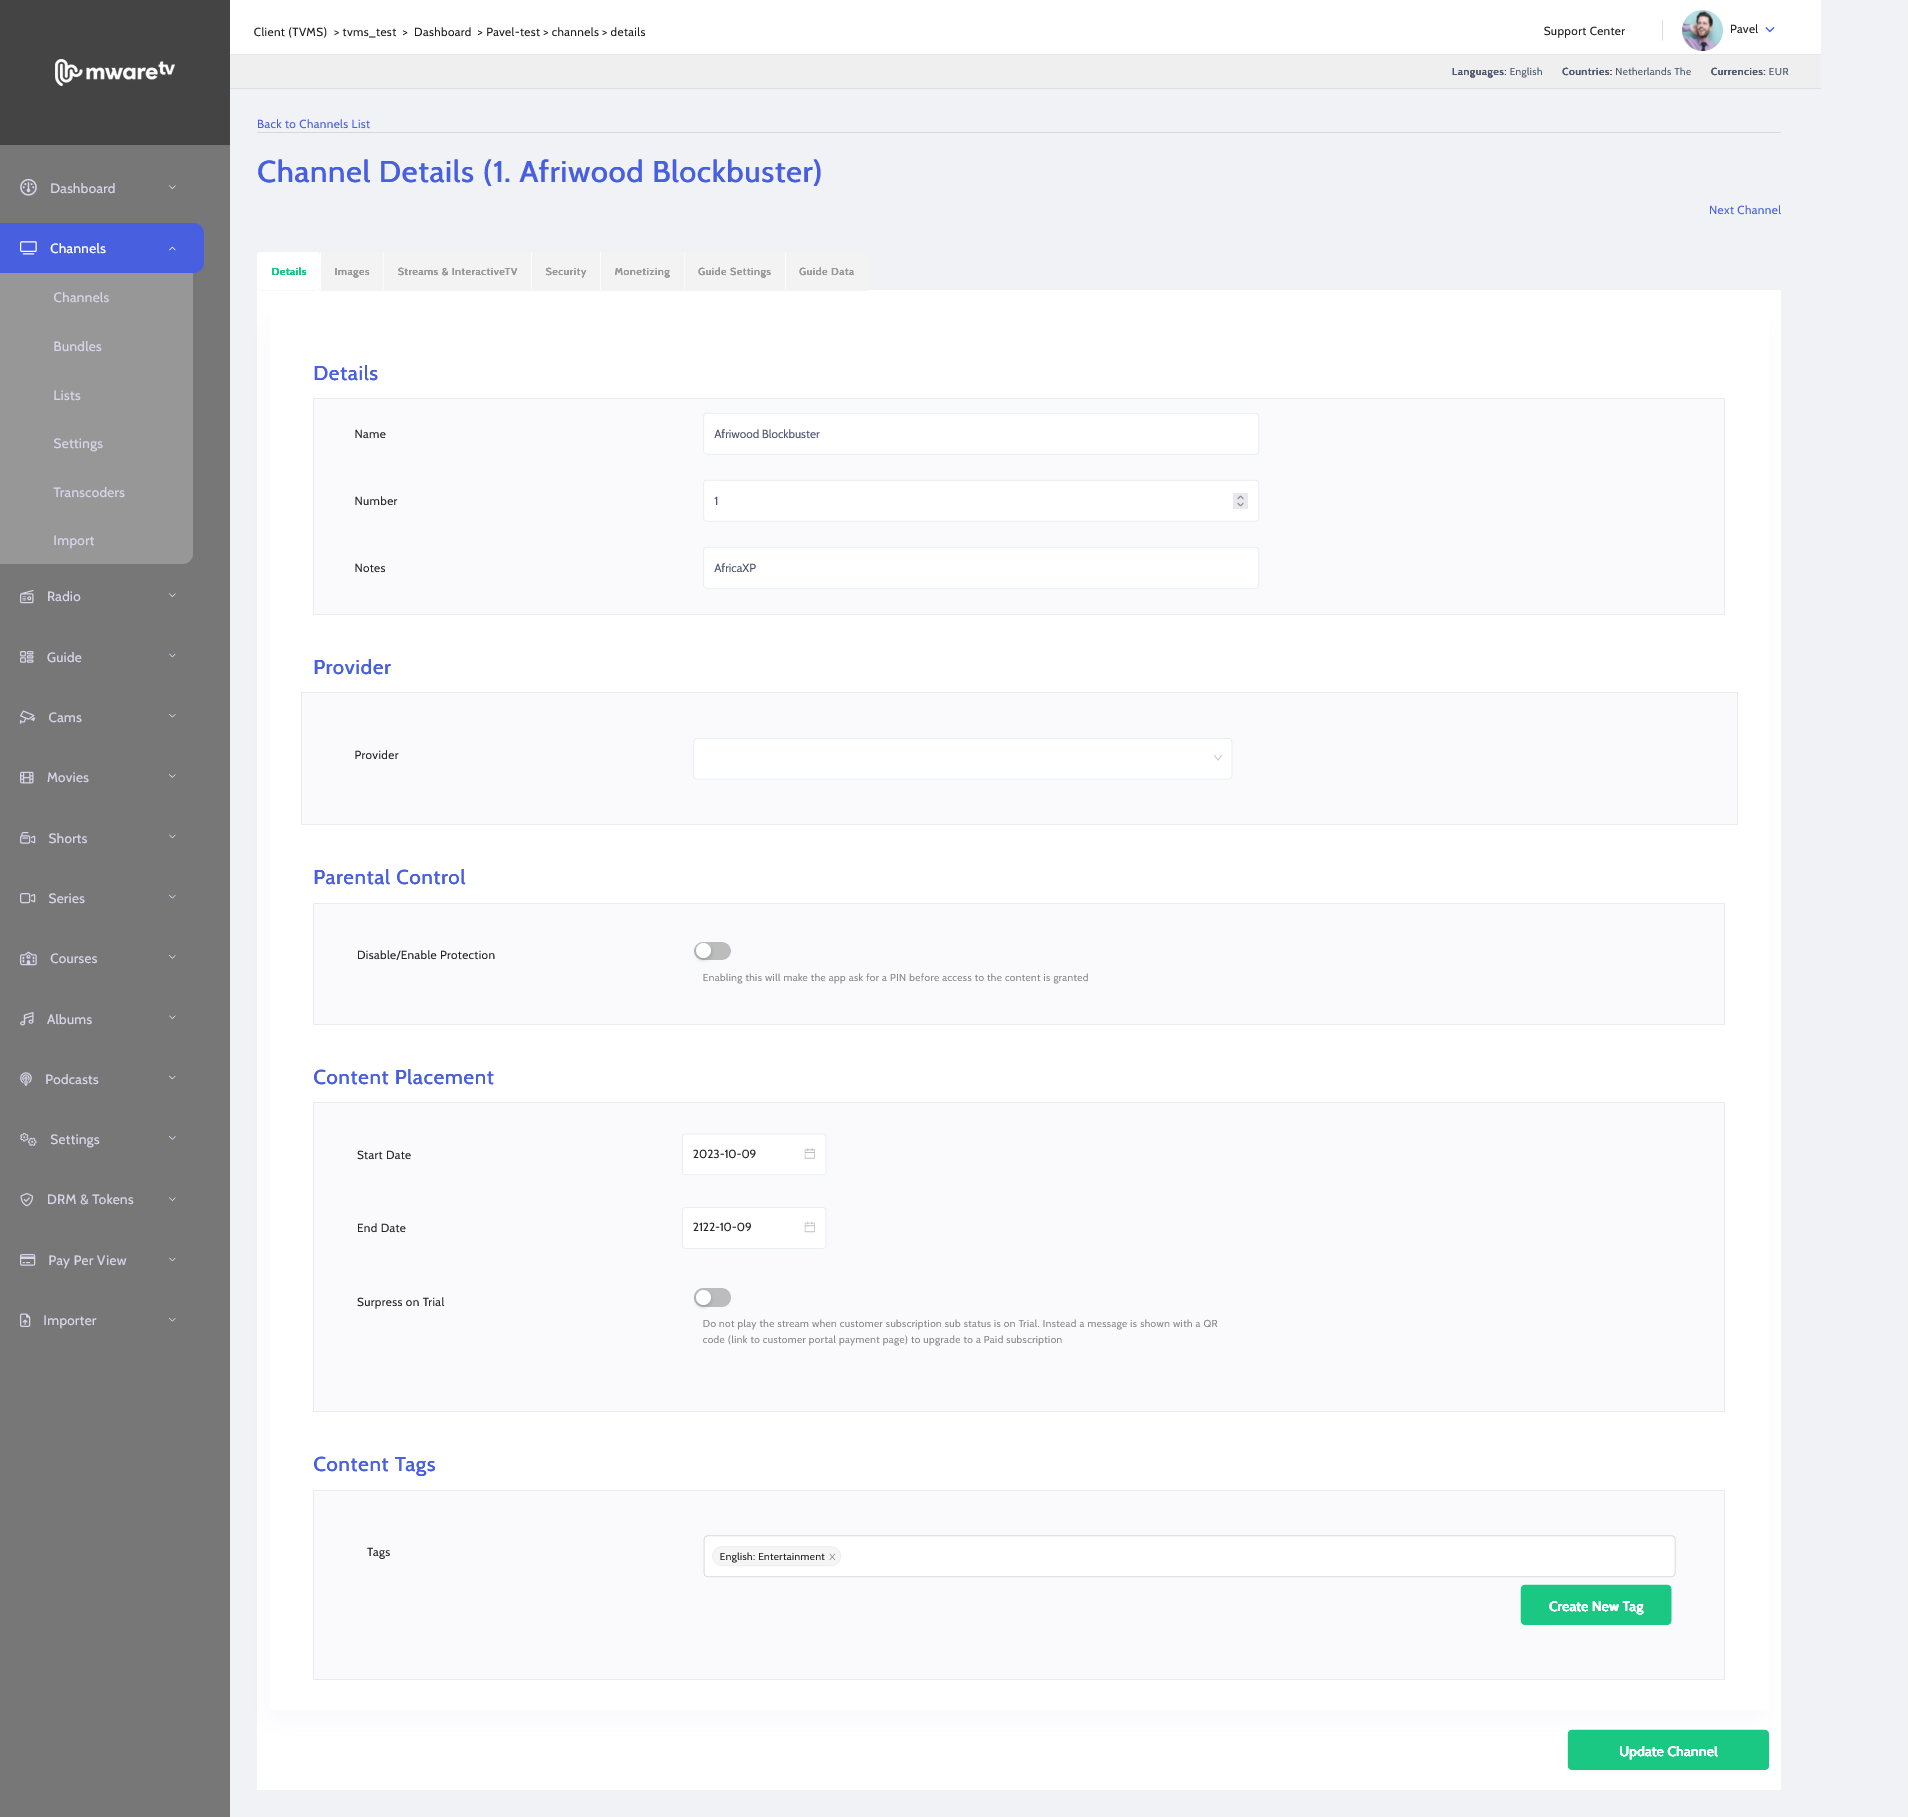 mwaretv
Client (TVMS) > tvms_test > Dashboard > Pavel-test > channels > details
Support Center
Pavel
Languages: English Countries: Netherlands The Currencies: EUR
Back to Channels List
Channel Details (1. Afriwood Blockbuster)
Next Channel
Dashboard
Channels
Channels
Bundles
Lists
Settings
Transcoders
Import
Radio
Guide
Cams
Movies
Shorts
Series
Courses
Albums
Podcasts
Settings
DRM & Tokens
Pay Per View
Importer
Details Images Streams & InteractiveTV Security Monetizing Guide Settings Guide Data
Details
Name Afriwood Blockbuster
Number 1
Notes AfricaXP
Provider
Provider
Parental Control
Disable/Enable Protection
Enabling this will make the app ask for a PIN before access to the content is granted
Content Placement
Start Date 2023-10-09
End Date 2122-10-09
Surpress on Trial
Do not play the stream when customer subscription sub status is on Trial. Instead a message is shown with a QR
code (link to customer portal payment page) to upgrade to a Paid subscription
Content Tags
Tags English: Entertainment
Create New Tag
Update Channel